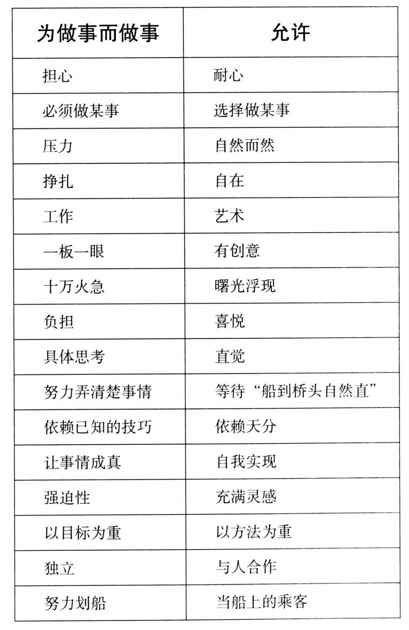 为做事而做事 允许
担心 耐心
必须做某事 选择做某事
压力 自然而然
挣扎 自在
工作 艺术
一板一眼 有创意
十万火急 曙光浮现
负担 喜悦
具体思考 直觉
努力弄清楚事情 等待“船到桥头自然直”
依赖已知的技巧 依赖天分
让事情成真 自我实现
强迫性 充满灵感
以目标为重 以方法为重
独立 与人合作
努力划船 当船上的乘客